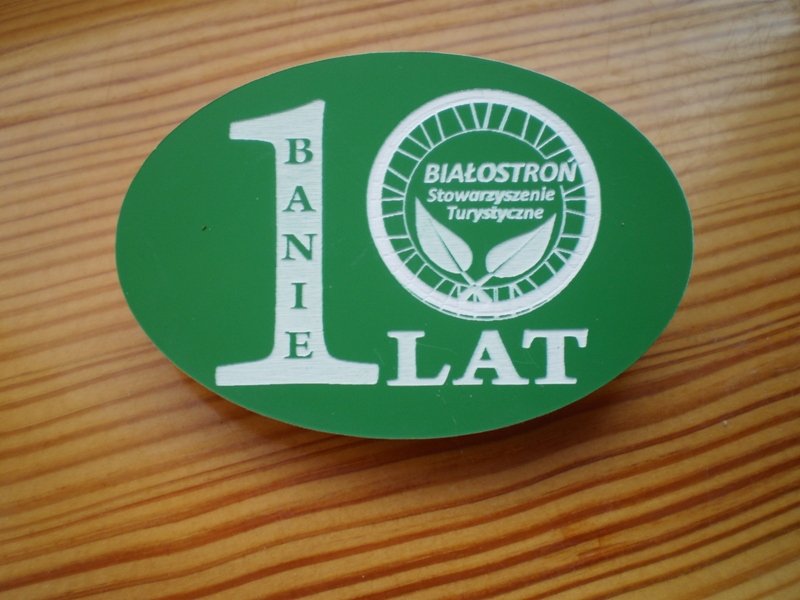 1
BANIE
BIAŁOSTROŃ
Stowarzyszenie
Turystyczne
LAT